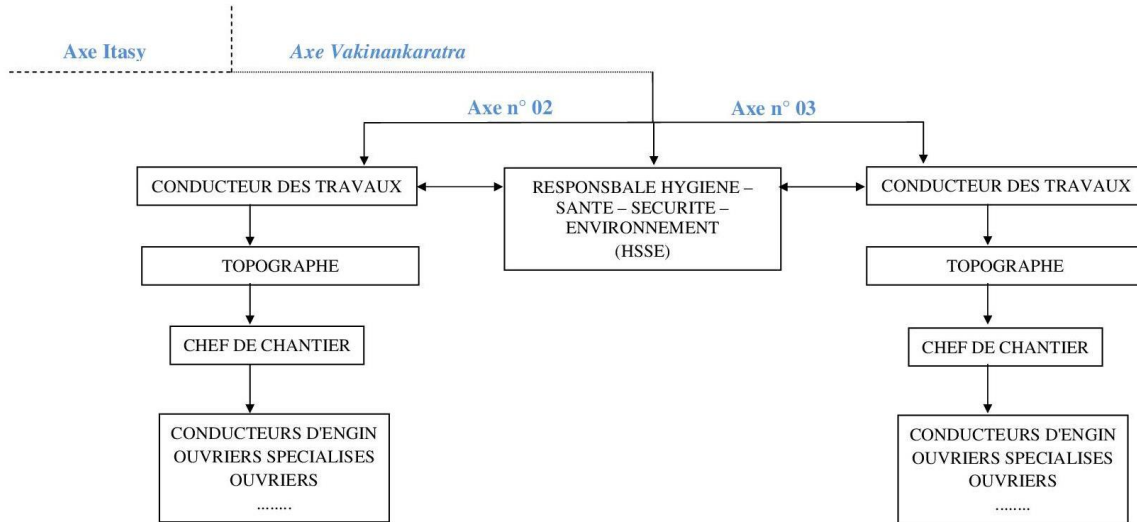 Axe Itasy
Axe Vakinankaratra
Axe n° 02
Axe n° 03
CONDUCTEUR DES TRAVAUX
RESPONSBALE HYGIENE –
SANTE – SECURITE –
ENVIRONNEMENT
(HSSE)
CONDUCTEUR DES TRAVAUX
TOPOGRAPHE
TOPOGRAPHE
CHEF DE CHANTIER
CHEF DE CHANTIER
CONDUCTEURS D'ENGIN
OUVRIERS SPECIALISES
OUVRIERS
........
CONDUCTEURS D'ENGIN
OUVRIERS SPECIALISES
OUVRIERS
........